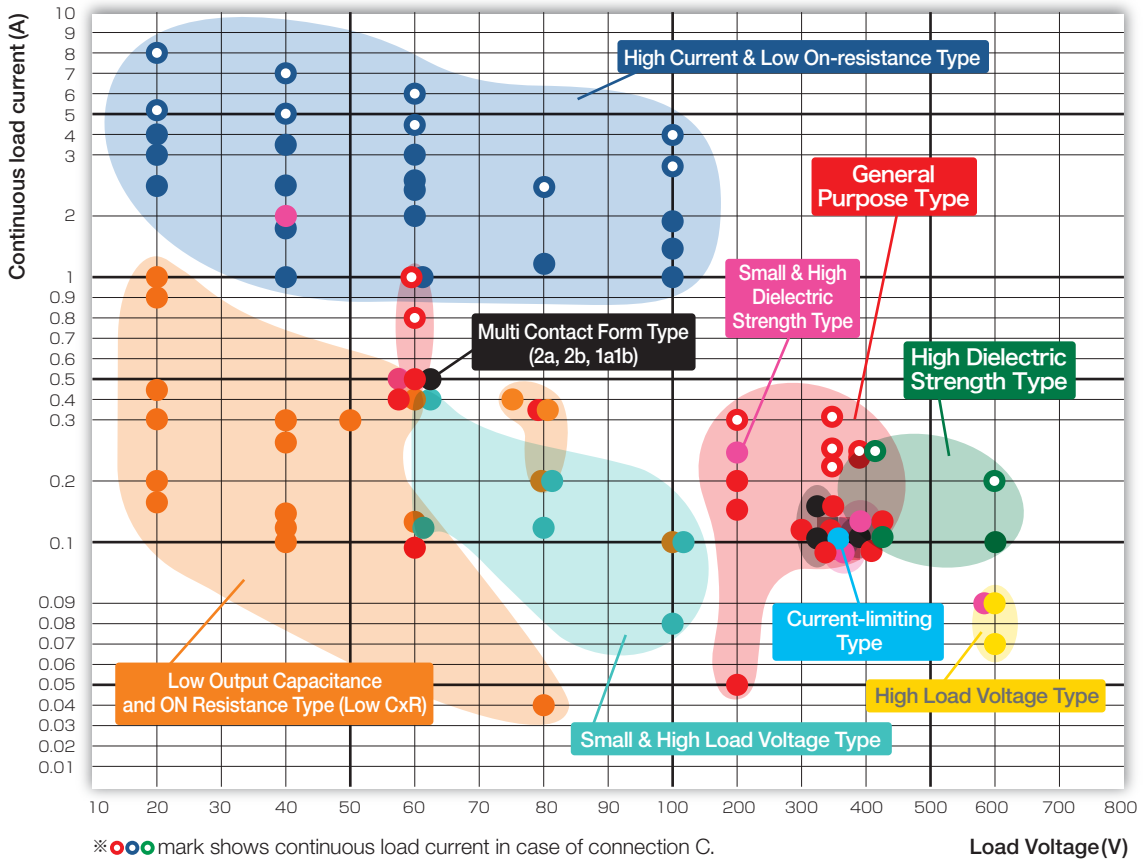 Continuous load current (A)
10
9
8
7
6
5
4
3
2
1
0.9
0.8
0.7
0.6
0.5
0.4
0.3
0.2
0.1
0.09
0.08
0.07
0.06
0.05
0.04
0.03
0.02
0.01
High Current & Low On-resistance Type
General
Purpose Type
Small & High
Dielectric
Strength Type
Multi Contact Form Type
(2a, 2b, 1a1b)
High Dielectric
Strength Type
Current-limiting
Type
Low Output Capacitance
and ON Resistance Type (Low CxR)
High Load Voltage Type
Small & High Load Voltage Type
10 20 30 40 50 60 70 80 90 100 200 300 400 500 600 700 800
※ mark shows continuous load current in case of connection C.
Load Voltage (V)